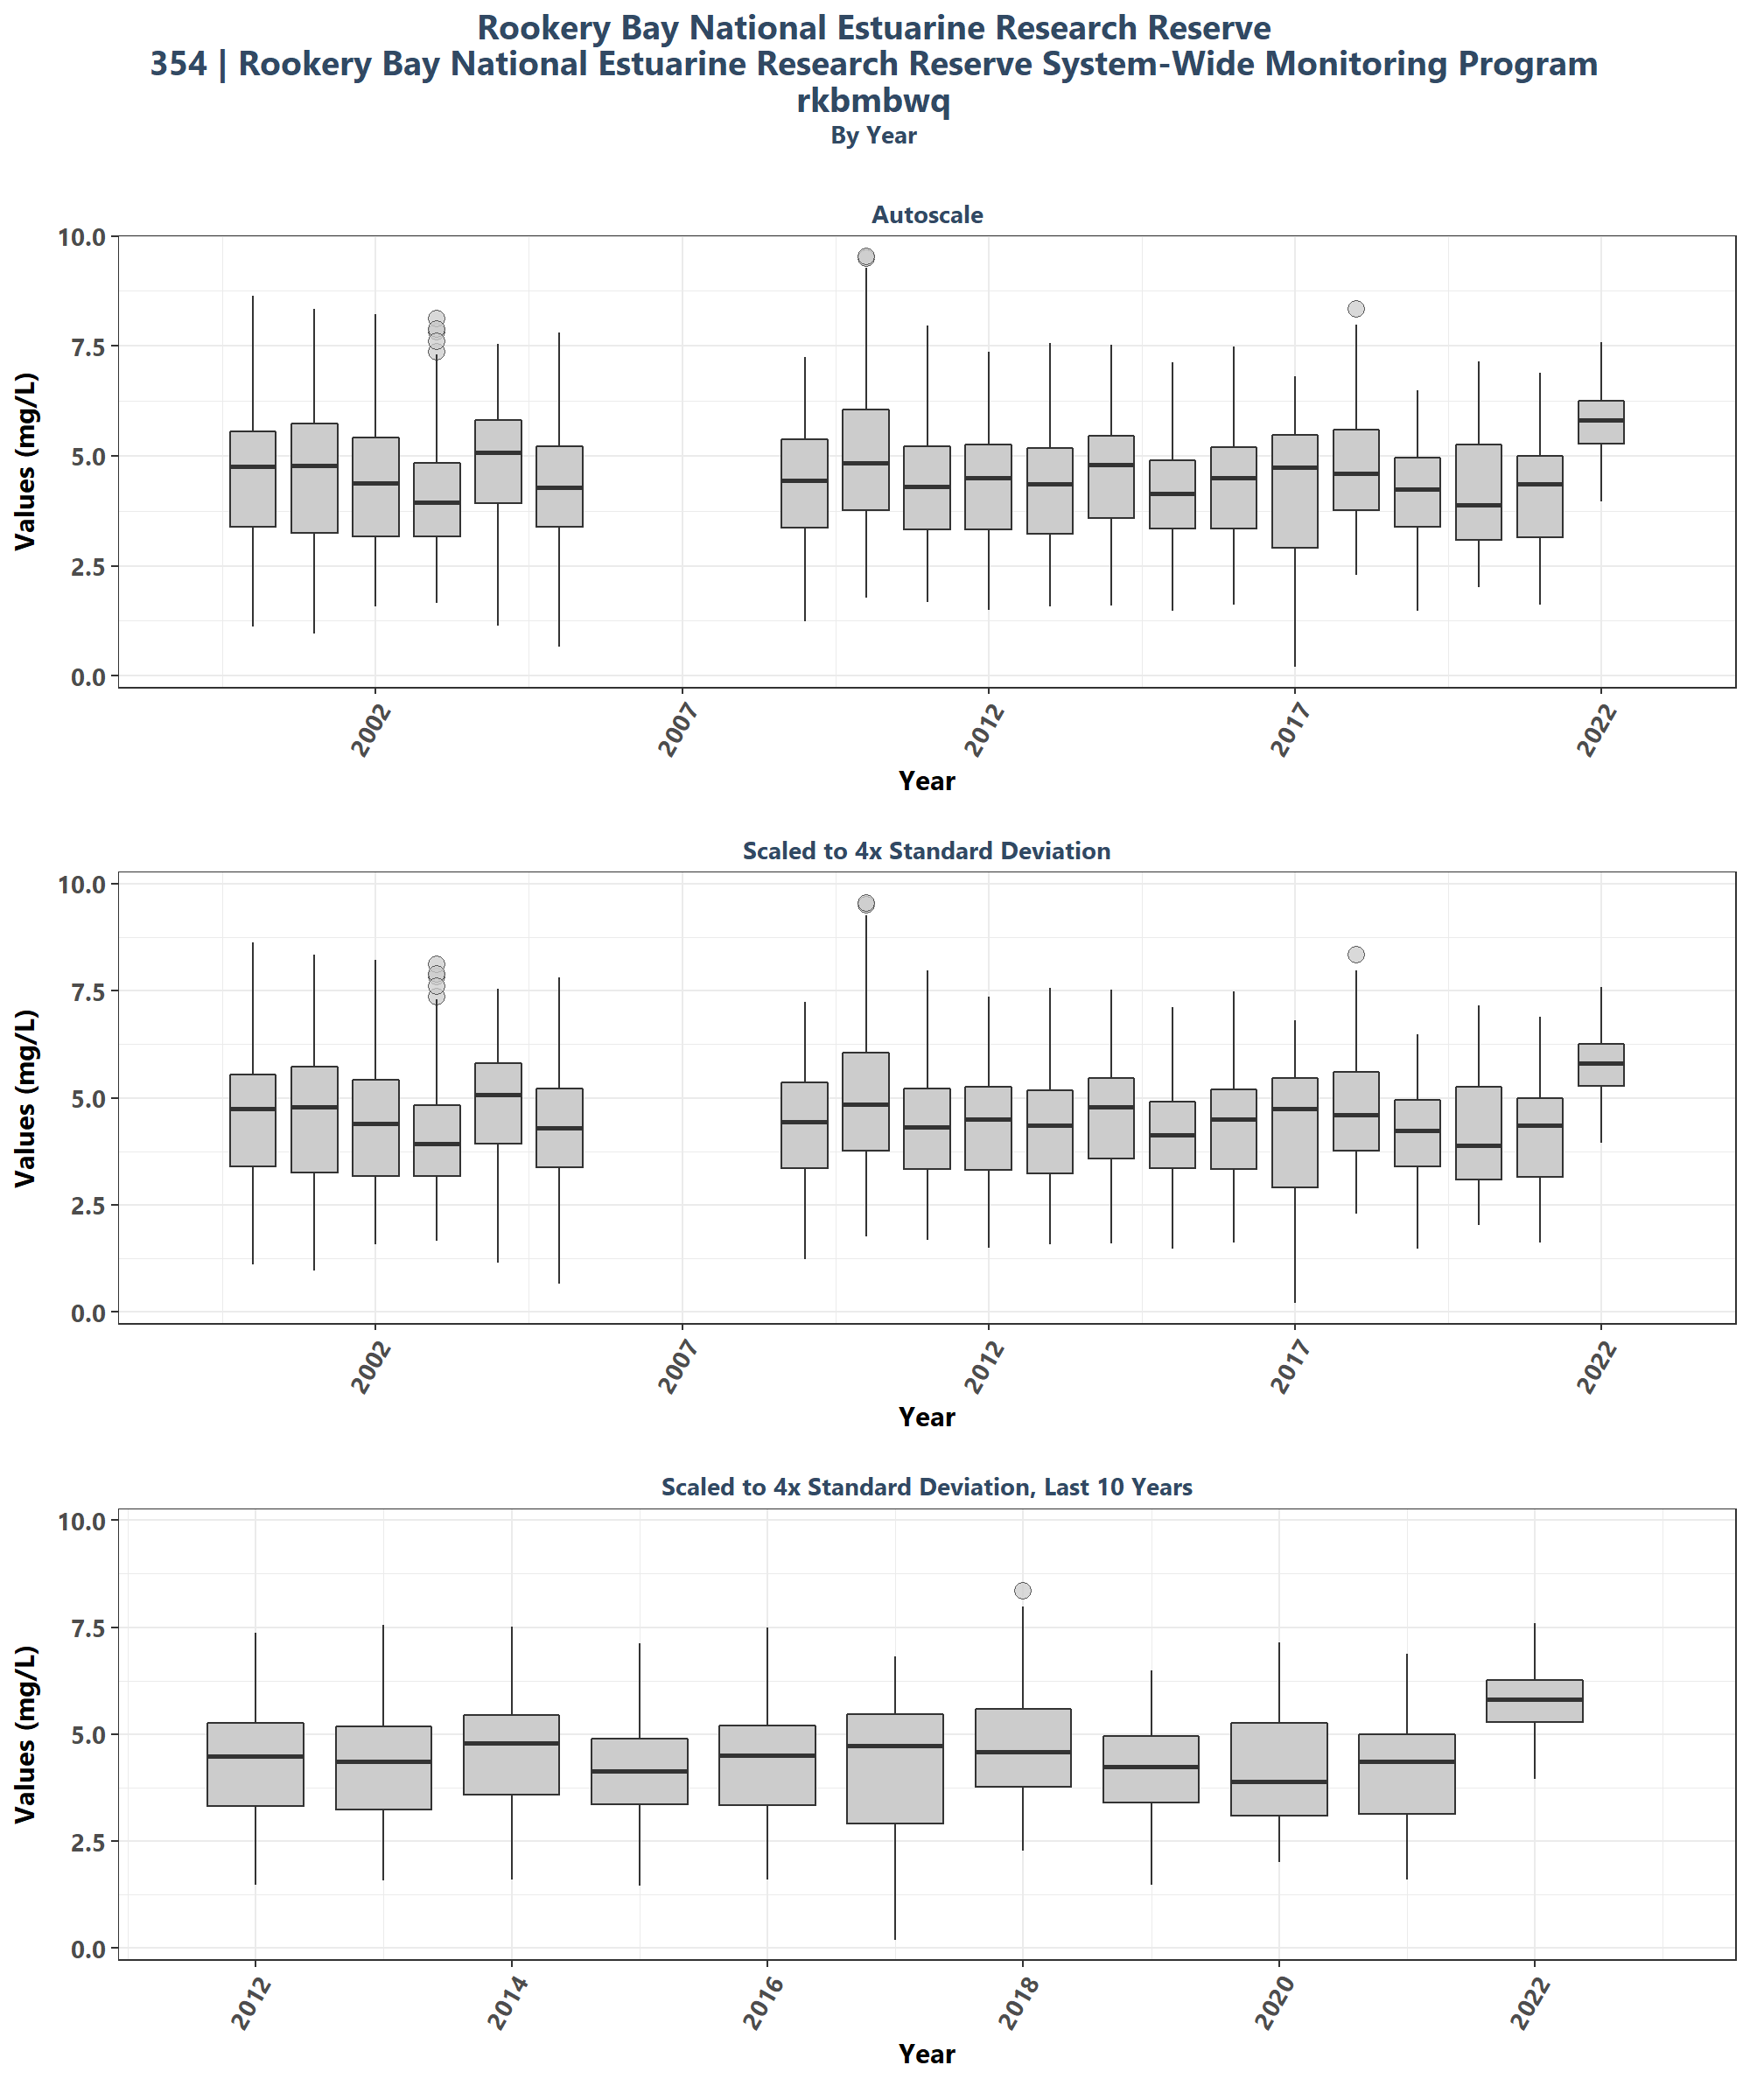 Rookery Bay National Estuarine Research Reserve
354 | Rookery Bay National Estuarine Research Reserve System-Wide Monitoring Program
rkbmbwq
By Year
Autoscale
Values (mg/L)
10.0
7.5
5.0
2.5
0.0
2002
2007
2012
2017
2022
Year
Scaled to 4x Standard Deviation
Values (mg/L)
10.0
7.5
5.0
2.5
0.0
2002
2007
2012
2017
2022
Year
Scaled to 4x Standard Deviation, Last 10 Years
Values (mg/L)
10.0
7.5
5.0
2.5
0.0
2012
2014
2016
2018
2020
2022
Year